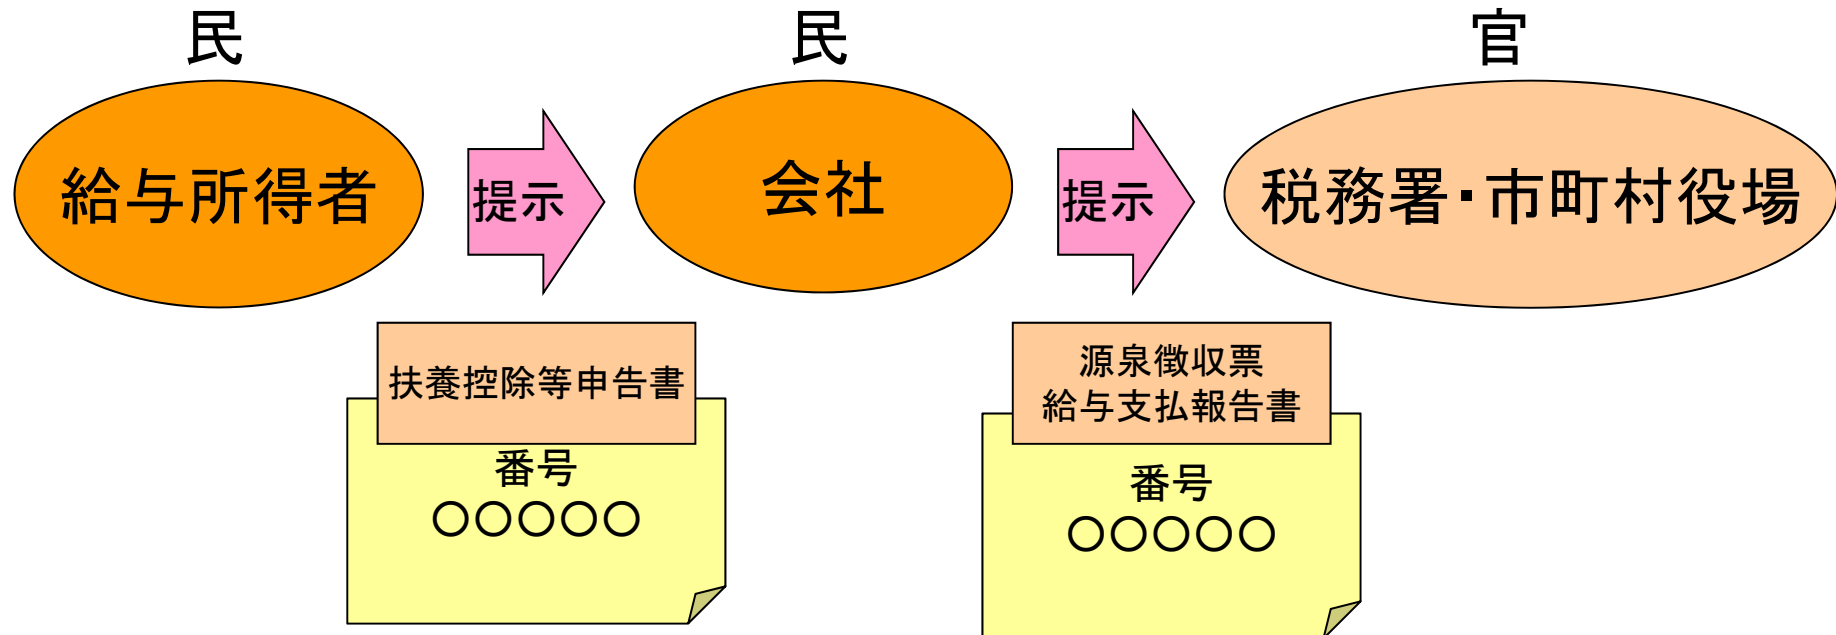 民
民
官
給与所得者
提示
会社
提示
税務署・市町村役場
扶養控除等申告書
番号
○○○○○
源泉徴収票
給与支払報告書
番号
○○○○○